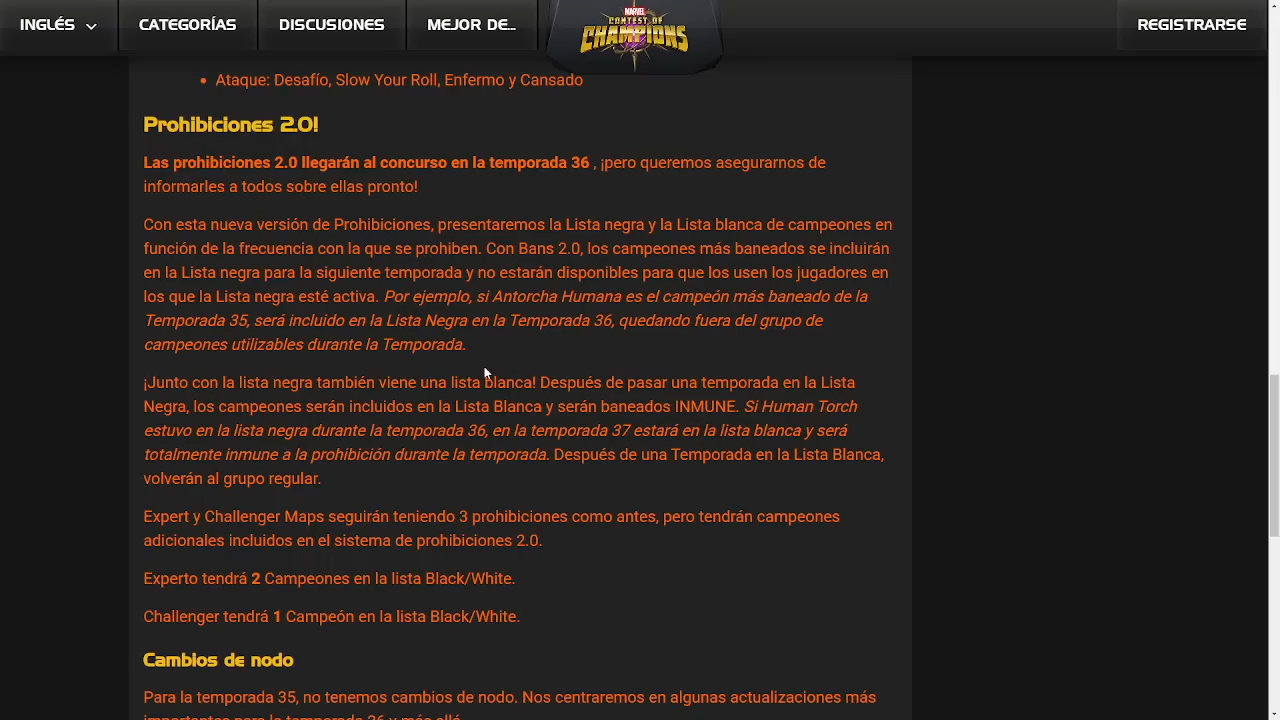 INGLÉS
CATEGORÍAS
DISCUSIONES
MEJOR DE...
MARVEL
CONTEST OF
CHAMPIONS
REGISTRARSE
• Ataque: Desafío, Slow Your Roll, Enfermo y Cansado
Prohibiciones 2.0!
Las prohibiciones 2.0 llegarán al concurso en la temporada 36 , ¡pero queremos asegurarnos de
informarles a todos sobre ellas pronto!
Con esta nueva versión de Prohibiciones, presentaremos la Lista negra y la Lista blanca de campeones en
función de la frecuencia con la que se prohiben. Con Bans 2.0, los campeones más baneados se incluirán
en la Lista negra para la siguiente temporada y no estarán disponibles para que los usen los jugadores en
los que la Lista negra esté activa. Por ejemplo, si Antorcha Humana es el campeón más baneado de la
Temporada 35, será incluido en la Lista Negra en la Temporada 36, quedando fuera del grupo de
campeones utilizables durante la Temporada.
¡Junto con la lista negra también viene una lista blanca! Después de pasar una temporada en la Lista
Negra, los campeones serán incluidos en la Lista Blanca y serán baneados INMUNE. Si Human Torch
estuvo en la lista negra durante la temporada 36, en la temporada 37 estará en la lista blanca y será
totalmente inmune a la prohibición durante la temporada. Después de una Temporada en la Lista Blanca,
volverán al grupo regular.
Expert y Challenger Maps seguirán teniendo 3 prohibiciones como antes, pero tendrán campeones
adicionales incluidos en el sistema de prohibiciones 2.0.
Experto tendrá 2 Campeones en la lista Black/White.
Challenger tendrá 1 Campeón en la lista Black/White.
Cambios de nodo
Para la temporada 35, no tenemos cambios de nodo. Nos centraremos en algunas actualizaciones más
importantes para la temporada 36 y más allá.